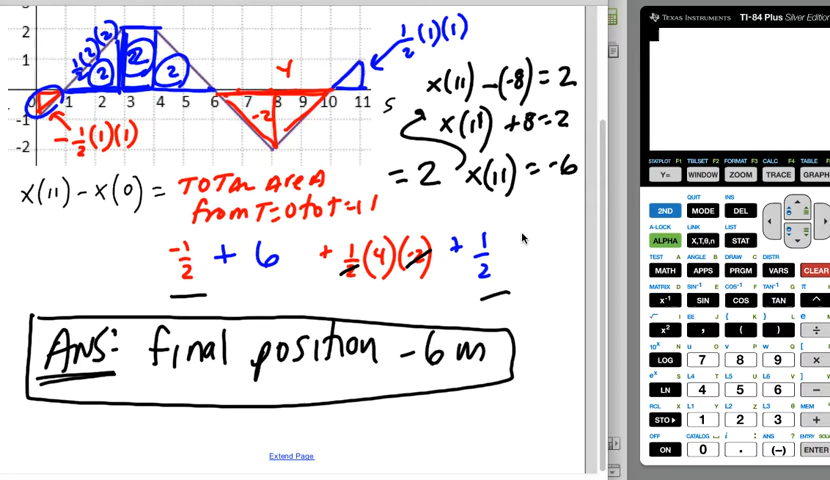 3
2
1
-1
-2
0 1 2 3 4 5 6 7 8 9 10 11 s
1/2(2)(2)
2
2
2
-4
-2
1/2(1)(1)
-1/2(1)(1)
x(11) - (-8) = 2
x(11) + 8 = 2
= 2 x(11) = -6
x(11) - x(0) = TOTAL AREA
from T=0 to t=11
-1/2 + 6 + 1/2(4)(-2) + 1/2
ANS: final position -6 m
Extend Page
TEXAS INSTRUMENTS TI-84 Plus Silver Edition
STATPLOT F1 TBLSET F2 FORMAT F3 CALC F4 TABLE F5
Y= WINDOW ZOOM TRACE GRAPH
QUIT INS
2ND MODE DEL
A-LOCK LINK LIST
ALPHA X,T,θ,n STAT
TEST A ANGLE B DRAW C DISTR
MATH APPS PRGM VARS CLEAR
MATRIX D SIN⁻¹ E COS⁻¹ F TAN⁻¹ G π
x⁻¹ SIN COS TAN ^
√ I EE J { K } L e
x² , ( ) ÷
10ˣ N u O v P w Q [
LOG 7 8 9 ×
eˣ S L4 T L5 U L6 V ]
LN 4 5 6 −
RCL X L1 Y L2 Z L3 θ MEM
STO▸ 1 2 3 +
OFF CATALOG ␣ i : ANS ? ENTRY
ON 0 . (−) ENTER